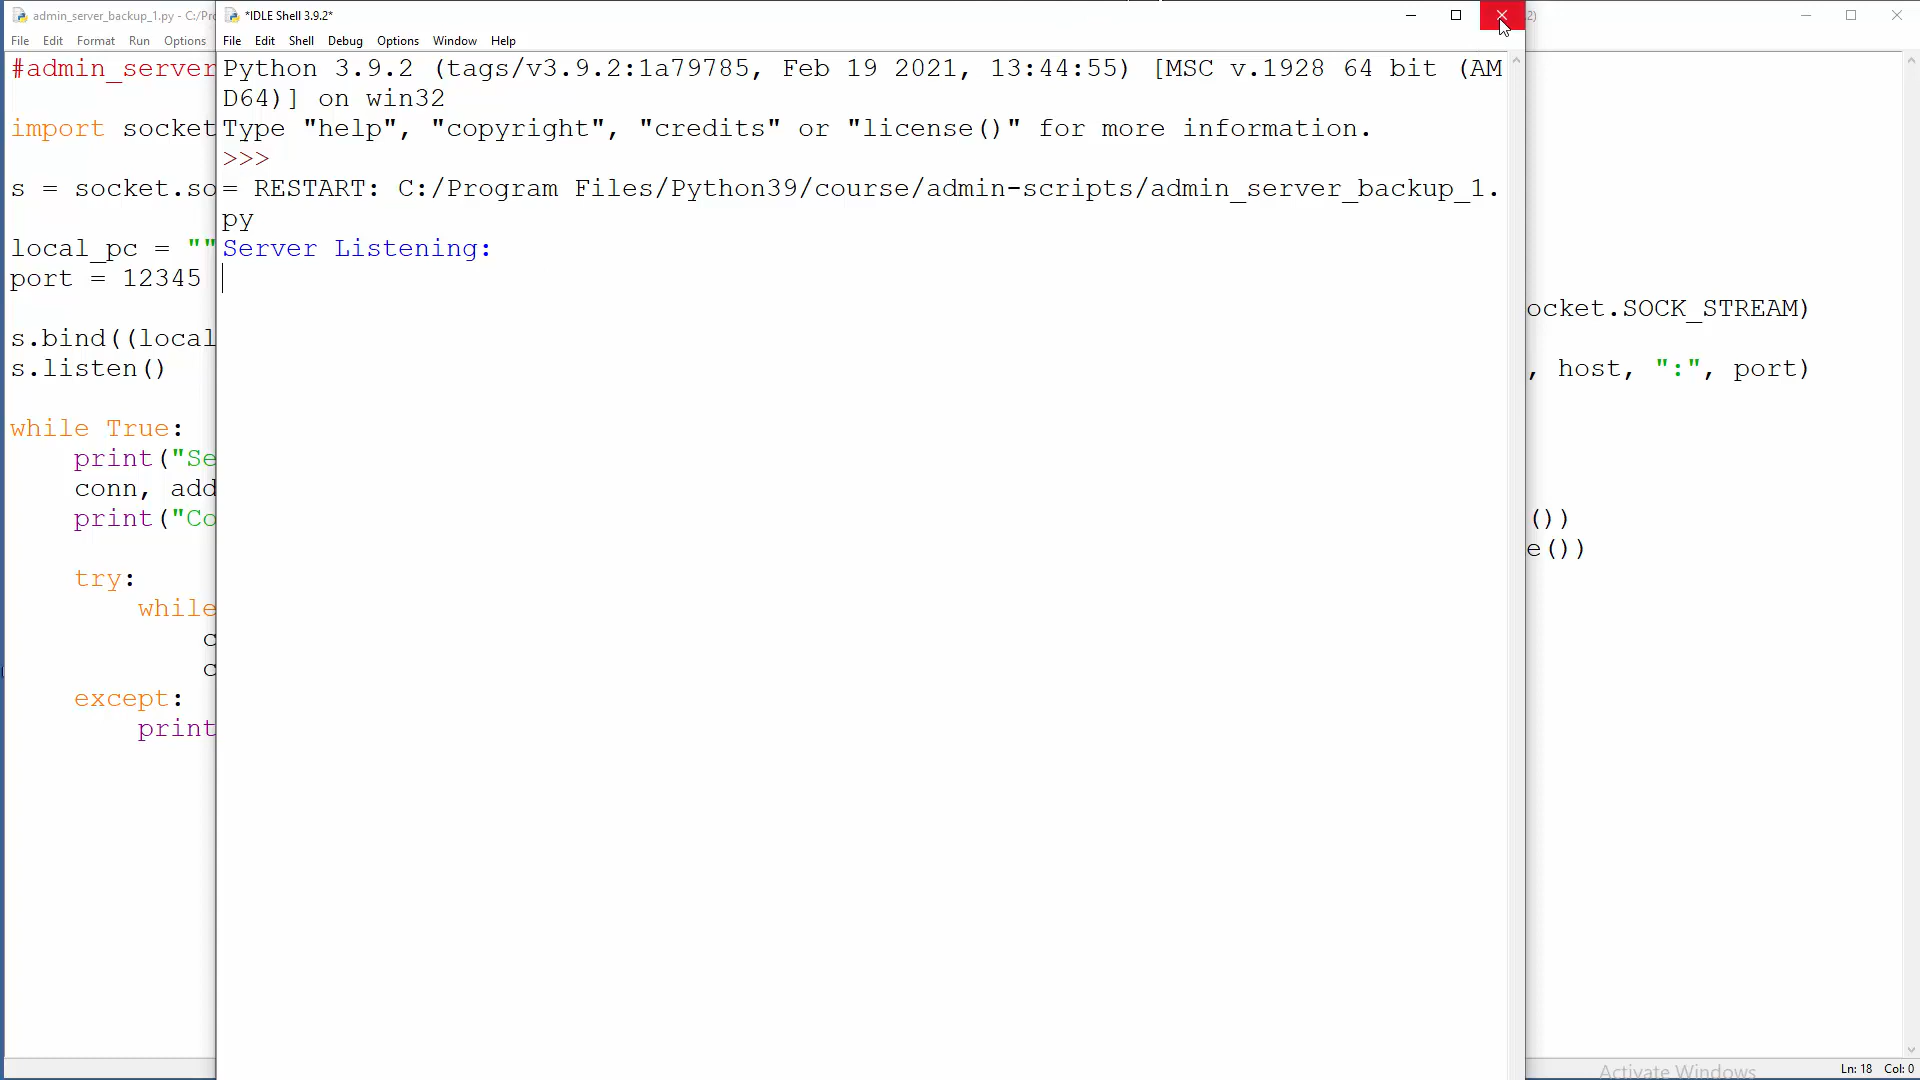 admin_server_backup_1.py - C:/Pro
File Edit Format Run Options
#admin_server
import socket
s = socket.so
local_pc = ""
port = 12345
s.bind((local
s.listen()
while True:
print("Se
conn, add
print("Co
try:
while
c
c
except:
print
*IDLE Shell 3.9.2*
File Edit Shell Debug Options Window Help
Python 3.9.2 (tags/v3.9.2:1a79785, Feb 19 2021, 13:44:55) [MSC v.1928 64 bit (AM
D64)] on win32
Type "help", "copyright", "credits" or "license()" for more information.
>>>
= RESTART: C:/Program Files/Python39/course/admin-scripts/admin_server_backup_1.
py
Server Listening:
2)
ocket.SOCK_STREAM)
, host, ":", port)
())
e())
Activate Windows
Ln: 18 Col: 0